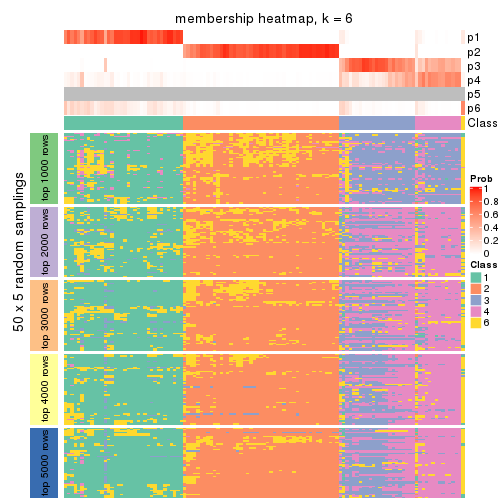 membership heatmap, k = 6
p1
p2
p3
p4
p5
p6
Class
50 x 5 random samplings
top 1000 rows
top 2000 rows
top 3000 rows
top 4000 rows
top 5000 rows
Prob
1
0.8
0.6
0.4
0.2
0
Class
1
2
3
4
6